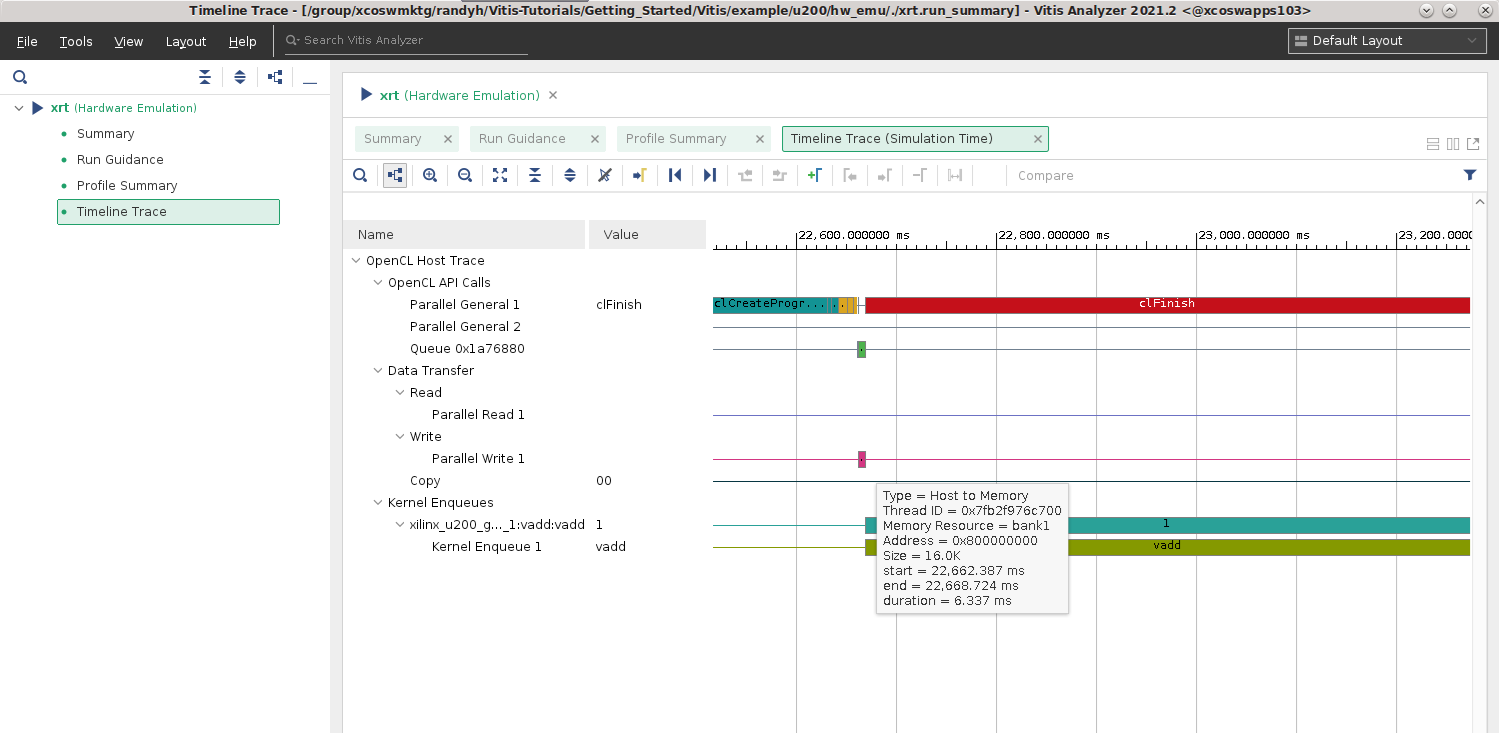 Timeline Trace - [/group/xcoswmktg/randyh/Vitis-Tutorials/Getting_Started/Vitis/example/u200/hw_emu/./xrt.run_summary] - Vitis Analyzer 2021.2 <@xcoswapps103>
File Tools View Layout Help Search Vitis Analyzer Default Layout
xrt (Hardware Emulation)
Summary
Run Guidance
Profile Summary
Timeline Trace
xrt (Hardware Emulation)
Summary Run Guidance Profile Summary Timeline Trace (Simulation Time)
Compare
Name Value 22,600.000000 ms 22,800.000000 ms 23,000.000000 ms 23,200.0000
OpenCL Host Trace
OpenCL API Calls
Parallel General 1 clFinish clCreateProgr... ... clFinish
Parallel General 2
Queue 0x1a76880
Data Transfer
Read
Parallel Read 1
Write
Parallel Write 1
Copy 00
Kernel Enqueues
xilinx_u200_g..._1:vadd:vadd 1 1
Kernel Enqueue 1 vadd vadd
Type = Host to Memory
Thread ID = 0x7fb2f976c700
Memory Resource = bank1
Address = 0x800000000
Size = 16.0K
start = 22,662.387 ms
end = 22,668.724 ms
duration = 6.337 ms